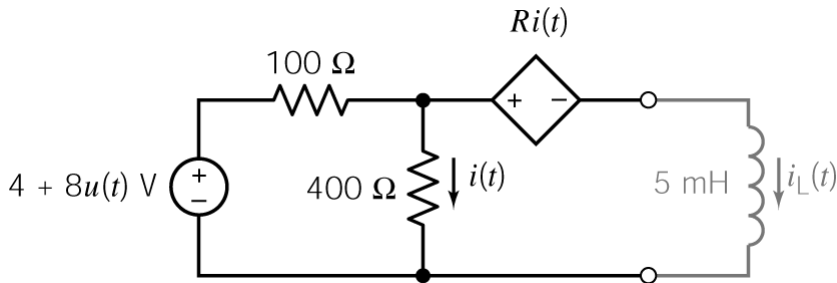 Ri(t)
100 Ω
+ −
4 + 8u(t) V
+
−
400 Ω
i(t)
5 mH
iL(t)